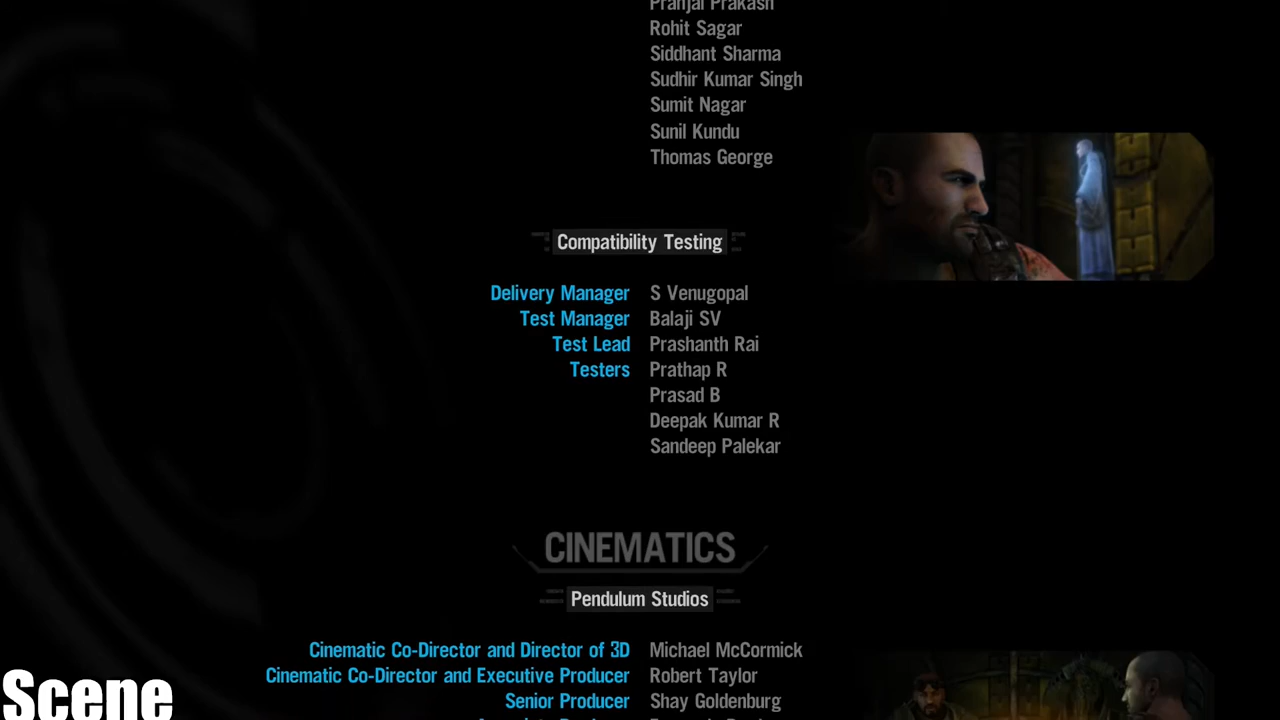 Pranjal Prakash
Rohit Sagar
Siddhant Sharma
Sudhir Kumar Singh
Sumit Nagar
Sunil Kundu
Thomas George
Compatibility Testing
Delivery Manager S Venugopal
Test Manager Balaji SV
Test Lead Prashanth Rai
Testers Prathap R
Prasad B
Deepak Kumar R
Sandeep Palekar
CINEMATICS
Pendulum Studios
Cinematic Co-Director and Director of 3D Michael McCormick
Cinematic Co-Director and Executive Producer Robert Taylor
Senior Producer Shay Goldenburg
Scene